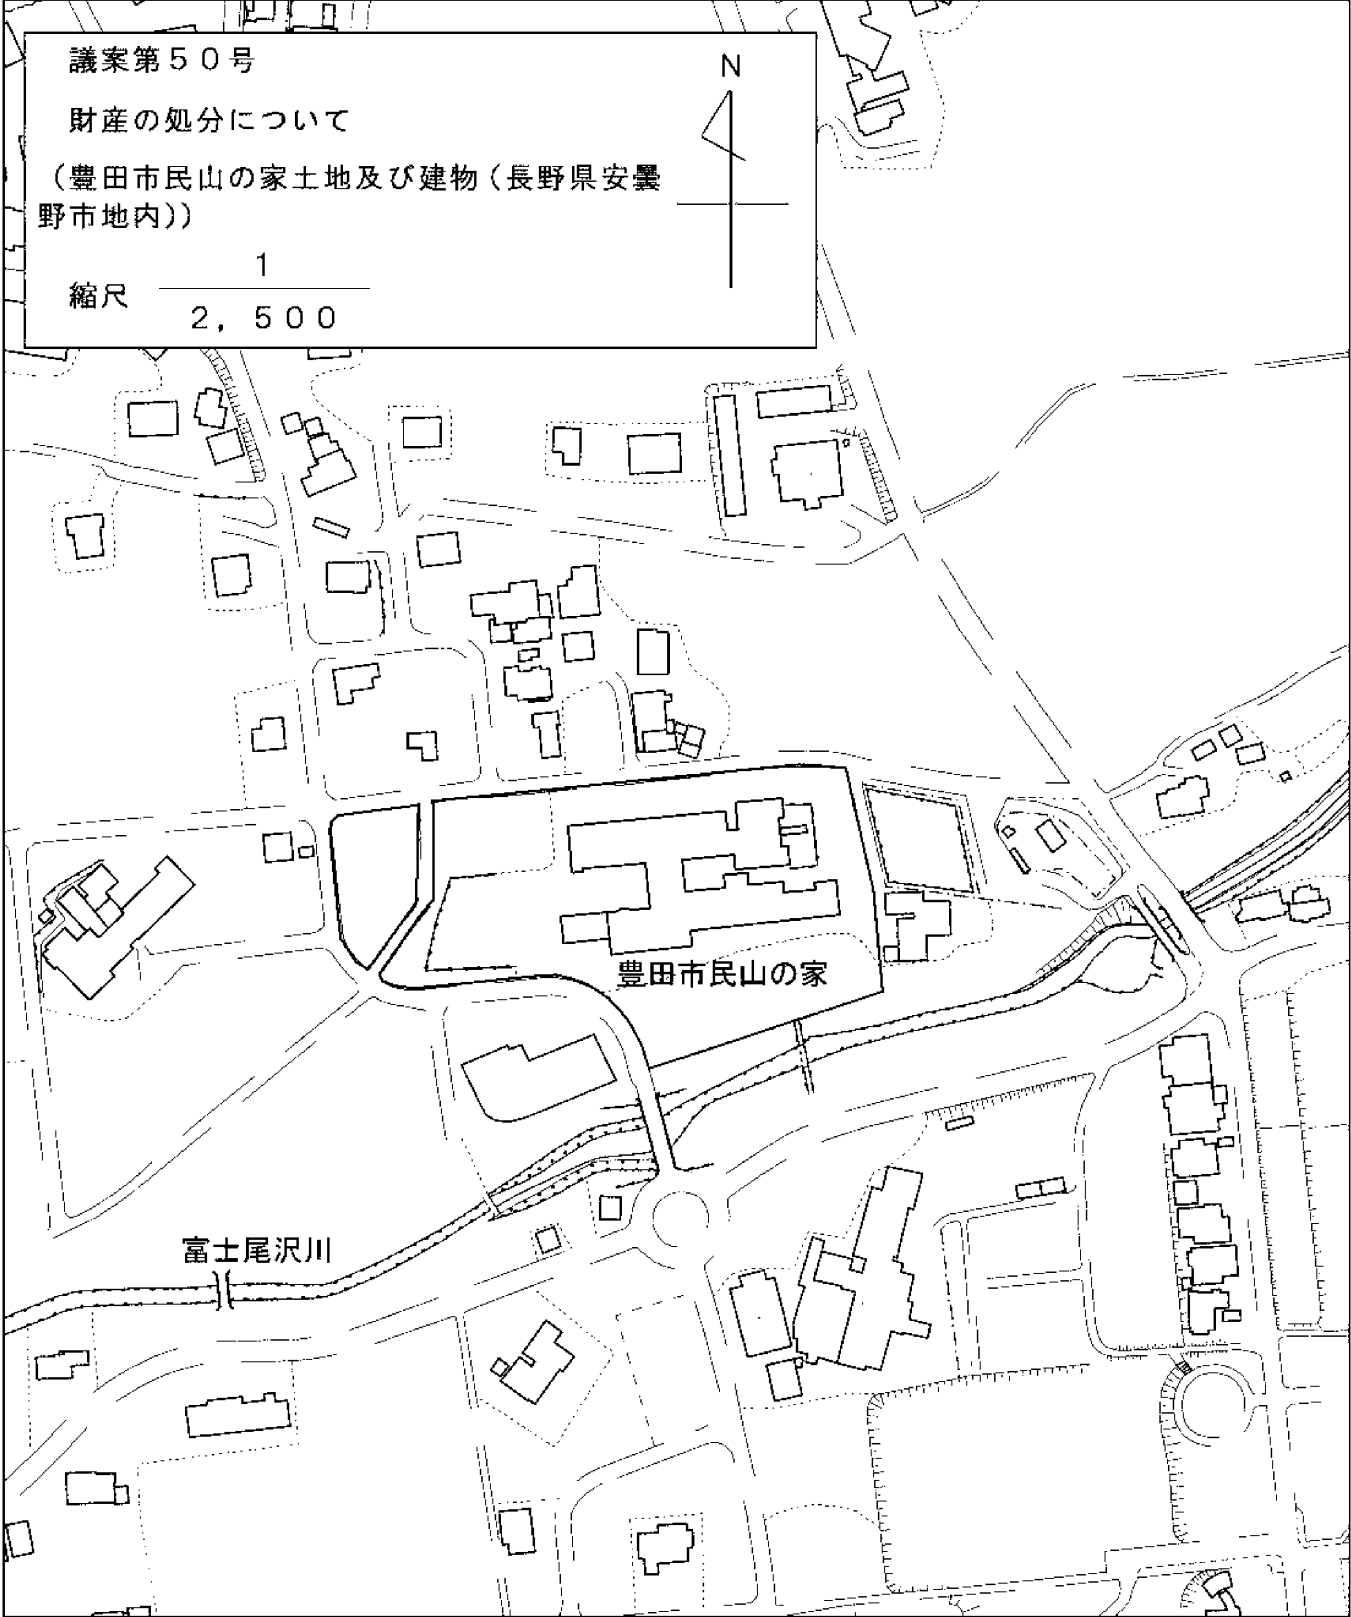 議案第５０号
財産の処分について
（豊田市民山の家土地及び建物（長野県安曇
野市地内））
縮尺 1
2，500
N
豊田市民山の家
富士尾沢川